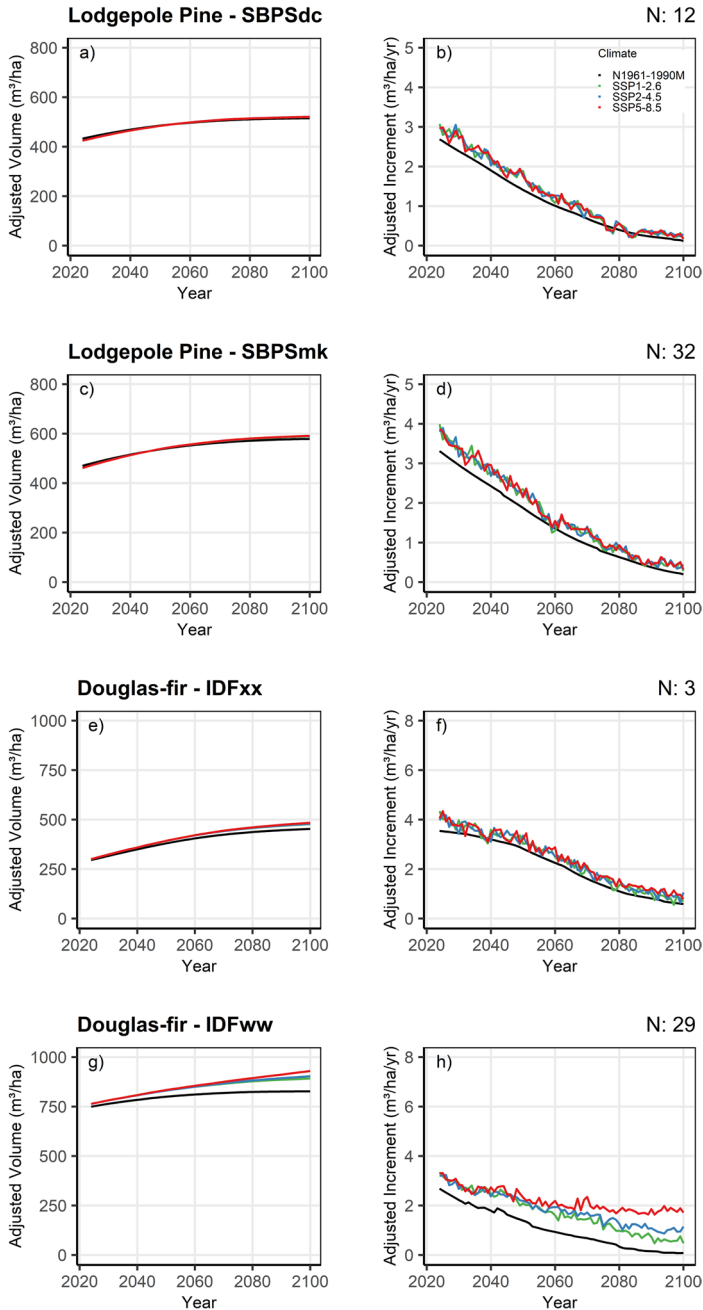 Lodgepole Pine - SBPSdc
N: 12
a)
Adjusted Volume (m³/ha)
800
600
400
200
0
2020 2040 2060 2080 2100
Year
b)
Adjusted Increment (m³/ha/yr)
5
4
3
2
1
0
Climate
N1961-1990M
SSP1-2.6
SSP2-4.5
SSP5-8.5
2020 2040 2060 2080 2100
Year
Lodgepole Pine - SBPSmk
N: 32
c)
Adjusted Volume (m³/ha)
800
600
400
200
0
2020 2040 2060 2080 2100
Year
d)
Adjusted Increment (m³/ha/yr)
5
4
3
2
1
0
2020 2040 2060 2080 2100
Year
Douglas-fir - IDFxx
N: 3
e)
Adjusted Volume (m³/ha)
1000
750
500
250
0
2020 2040 2060 2080 2100
Year
f)
Adjusted Increment (m³/ha/yr)
8
6
4
2
0
2020 2040 2060 2080 2100
Year
Douglas-fir - IDFww
N: 29
g)
Adjusted Volume (m³/ha)
1000
750
500
250
0
2020 2040 2060 2080 2100
Year
h)
Adjusted Increment (m³/ha/yr)
8
6
4
2
0
2020 2040 2060 2080 2100
Year